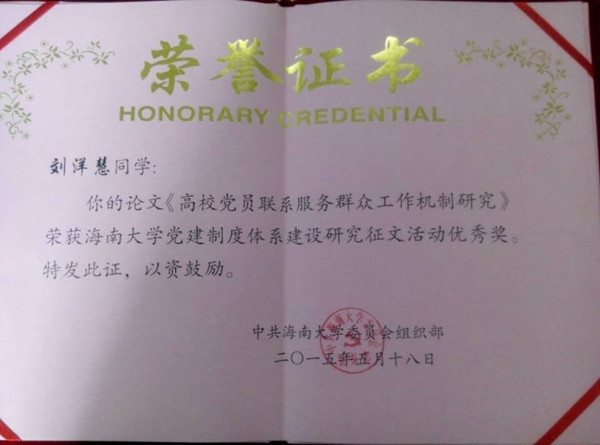 荣誉证书
HONORARY CREDENTIAL
刘洋慧同学:
你的论文《高校党员联系服务群众工作机制研究》
荣获海南大学党建制度体系建设研究征文活动优秀奖。
特发此证，以资鼓励。
中共海南大学委员会组织部
二〇一五年五月十八日